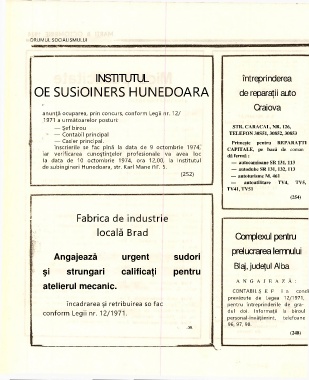 DRUMUL SOCIALISMULUI
INSTITUTUL
OE SUSiOiNERS HUNEDOARA
anunță ocuparea, prin concurs, conform Legii nr. 12/
1971 a următoarelor posturi:
— Șef birou
— Contabil principal
— Casier principal.
Înscrierile se fac pînă la data de 9 octombrie 1974,
iar verificarea cunoștințelor profesionale va avea loc
la data de 10 octombrie 1974, ora 12,00, la Institutul
de subingineri Hunedoara, str. Karl Marx nr. 5.
(252)
Fabrica de industrie
locală Brad
Angajează urgent sudori
și strungari calificați pentru
atelierul mecanic.
încadrarea și retribuirea so fac
conform Legii nr. 12/1971.
întreprinderea
de reparații auto
Craiova
STR. CARACAL, NR. 126,
TELEFON 30531, 30852, 30853.
Primește pentru REPARAȚII
CAPITALE, pe bază de coman
dă fermă :
— autocamioane SR 131, 113
— autodube SR 131, 132, 113
— autoturisme M. 461
— autoutilitare TV4, TV5,
TV41, TV51
(254)
Complexul pentru
prelucrarea lemnului
Blaj, județul Alba
ANGAJEAZĂ:
CONTABIL ȘEF în condi
prevăzute de Legea 12/1971,
pentru întreprinderile de gra-
dul doi. Informații la biroul
personal-învățămînt, telefoane
96, 97, 98.
(248)